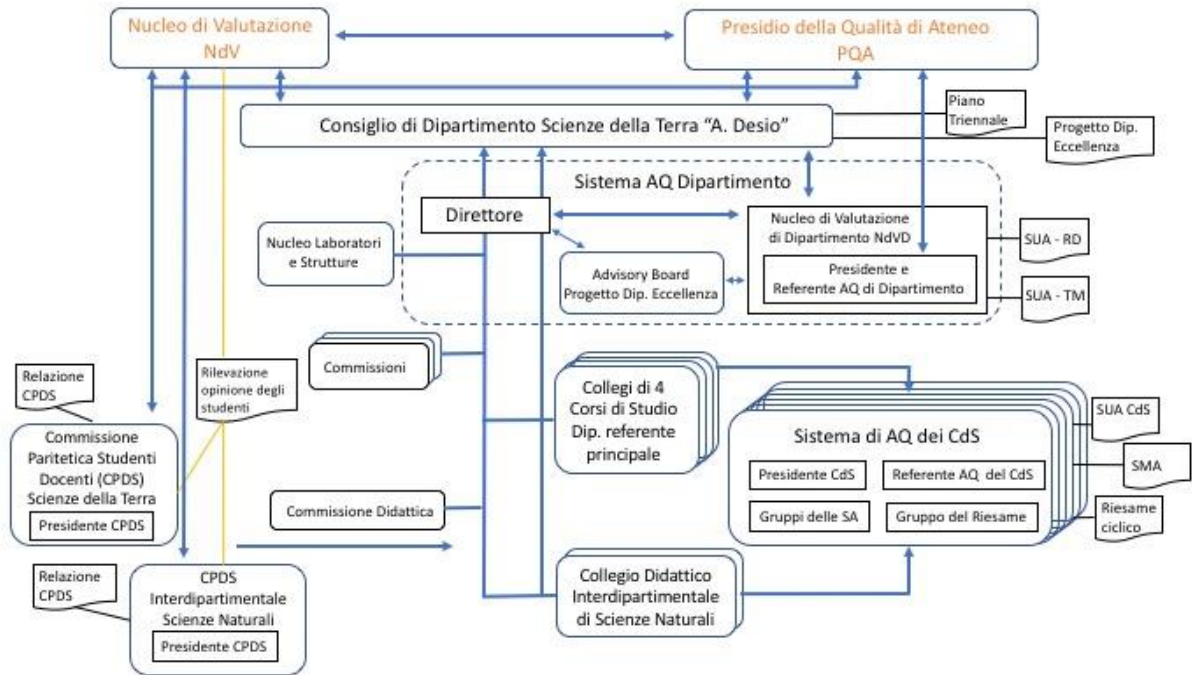 Nucleo di Valutazione
NdV
Presidio della Qualità di Ateneo
PQA
Consiglio di Dipartimento Scienze della Terra “A. Desio”
Piano
Triennale
Progetto Dip.
Eccellenza
Sistema AQ Dipartimento
Direttore
Nucleo di Valutazione
di Dipartimento NdVD
Presidente e
Referente AQ di Dipartimento
SUA - RD
SUA - TM
Nucleo Laboratori
e Strutture
Advisory Board
Progetto Dip. Eccellenza
Commissioni
Relazione
CPDS
Rilevazione
opinione degli
studenti
Commissione
Paritetica Studenti
Docenti (CPDS)
Scienze della Terra
Presidente CPDS
Collegi di 4
Corsi di Studio
Dip. referente
principale
Sistema di AQ dei CdS
Presidente CdS
Referente AQ del CdS
Gruppi delle SA
Gruppo del Riesame
SUA CdS
SMA
Riesame
ciclico
Commissione Didattica
Relazione
CPDS
CPDS
Interdipartimentale
Scienze Naturali
Presidente CPDS
Collegio Didattico
Interdipartimentale
di Scienze Naturali